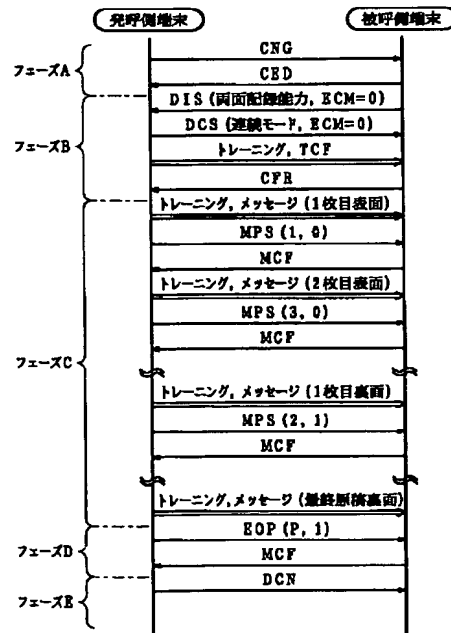 発呼側端末
被呼側端末
フェーズA
CNG
CED
DIS (両面記録能力, ECM=0)
DCS (連続モード, ECM=0)
フェーズB
トレーニング, TCF
CFR
トレーニング, メッセージ (1枚目表面)
MPS (1, 0)
MCF
トレーニング, メッセージ (2枚目表面)
MPS (3, 0)
MCF
フェーズC
トレーニング, メッセージ (1枚目裏面)
MPS (2, 1)
MCF
トレーニング, メッセージ (最終原稿裏面)
EOP (P, 1)
フェーズD
MCF
DCN
フェーズE